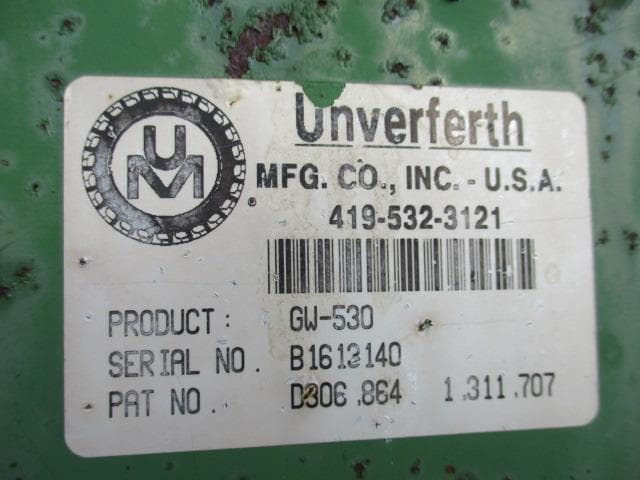 UM
®
Unverferth
MFG. CO., INC. - U.S.A.
419-532-3121
PRODUCT: GW-530
SERIAL NO. B1613140
PAT NO. D306.864 1.311.707